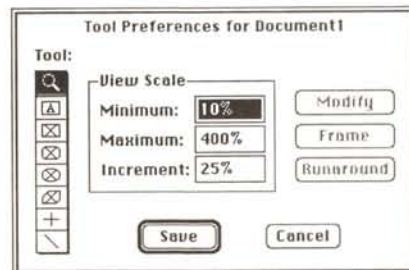 Tool Preferences for Document1
Tool:
View Scale
Minimum: 10%
Maximum: 400%
Increment: 25%
Modify
Frame
Runaround
Save
Cancel